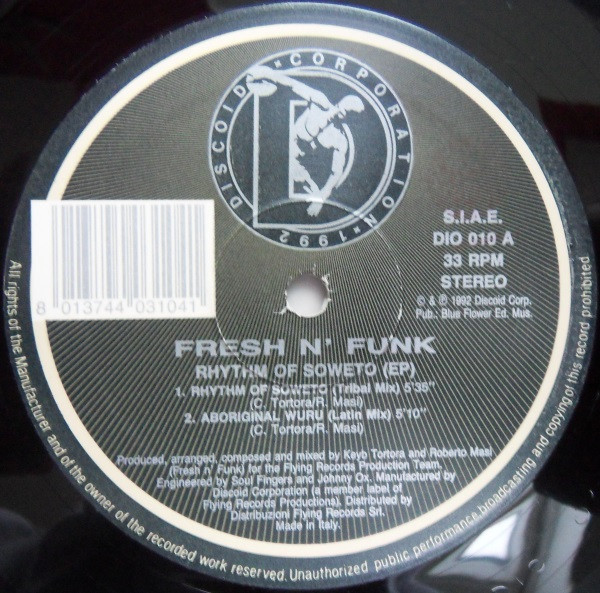 DISCOID * CORPORATION * 1992
D
S.I.A.E.
DIO 010 A
33 RPM
STEREO
© & ℗ 1992 Discoid Corp.
Pub.: Blue Flower Ed. Mus.
8 013744 031041
FRESH N' FUNK
RHYTHM OF SOWETO (EP)
1. RHYTHM OF SOWETO (Tribal Mix) 5'35"
(C. Tortora/R. Masi)
2. ABORIGINAL WURU (Latin Mix) 5'10"
(C. Tortora/R. Masi)
Produced, arranged, composed and mixed by Keyb Tortora and Roberto Masi
(Fresh n' Funk) for the Flying Records Production Team.
Engineered by Soul Fingers and Johnny Ox. Manufactured by
Discoid Corporation (a member label of
Flying Records Productions). Distributed by
Distribuzioni Flying Records Srl.
Made in Italy.
All rights of the Manufacturer and of the owner of the recorded work reserved. Unauthorized public, performance, broadcasting and copying of this record prohibited